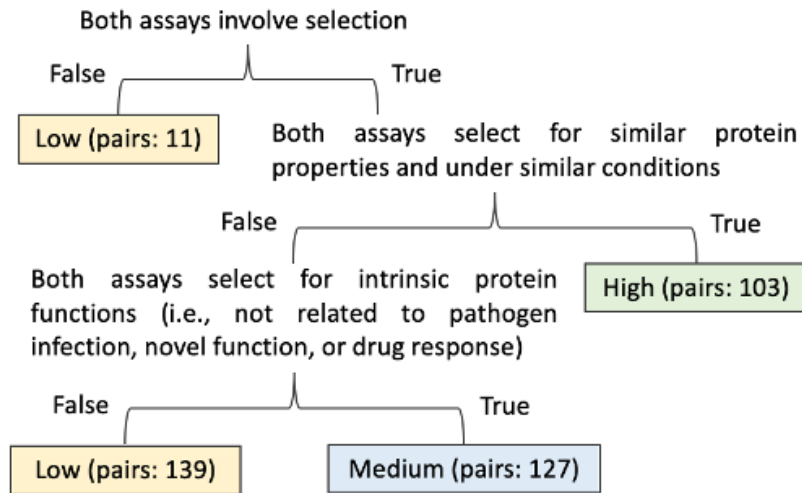 Both assays involve selection
False
True
Low (pairs: 11)
Both assays select for similar protein
properties and under similar conditions
False
True
Both assays select for intrinsic protein
functions (i.e., not related to pathogen
infection, novel function, or drug response)
High (pairs: 103)
False
True
Low (pairs: 139)
Medium (pairs: 127)